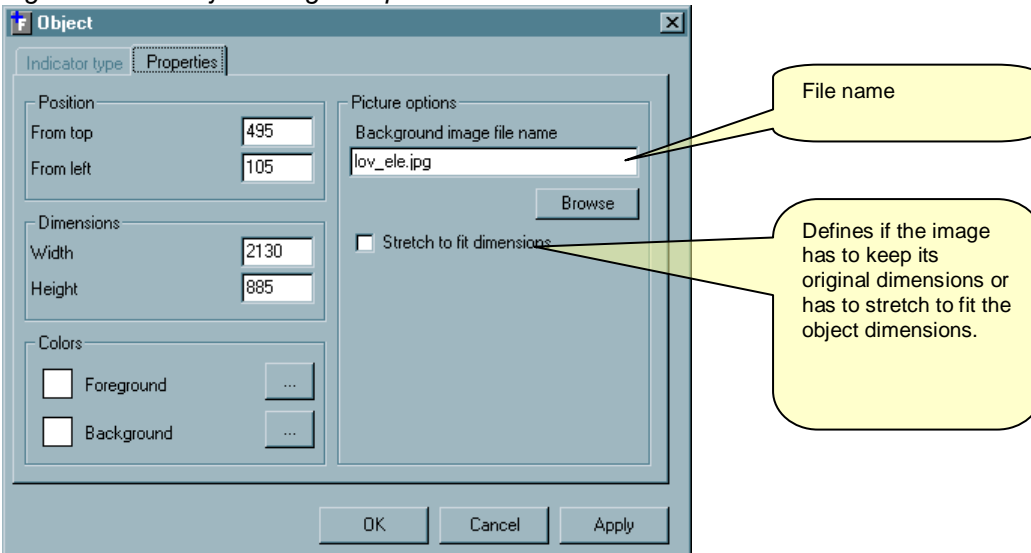 Object
Indicator type Properties
Position
From top 495
From left 105
Dimensions
Width 2130
Height 885
Colors
Foreground ...
Background ...
Picture options
Background image file name
lov_ele.jpg
Browse
Stretch to fit dimensions
OK Cancel Apply
File name
Defines if the image
has to keep its
original dimensions or
has to stretch to fit the
object dimensions.